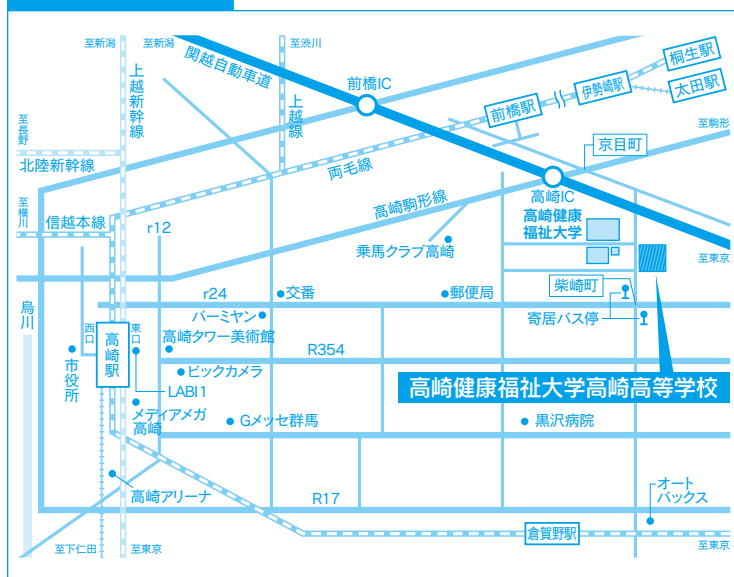 至新潟
至新潟
至渋川
関越自動車道
前橋IC
桐生駅
伊勢崎駅
太田駅
上越新幹線
上越線
前橋駅
至駒形
至長野
北陸新幹線
両毛線
京目町
至横川
信越本線
r12
高崎駒形線
高崎IC
高崎健康
福祉大学
乗馬クラブ高崎
至東京
r24
交番
郵便局
柴崎町
烏川
バーミヤン
寄居バス停
西口
高崎駅
東口
高崎タワー美術館
R354
市役所
ビックカメラ
LABI1
高崎健康福祉大学高崎高等学校
メディアメガ
高崎
Gメッセ群馬
黒沢病院
高崎アリーナ
R17
オート
バックス
倉賀野駅
至下仁田
至東京
至東京